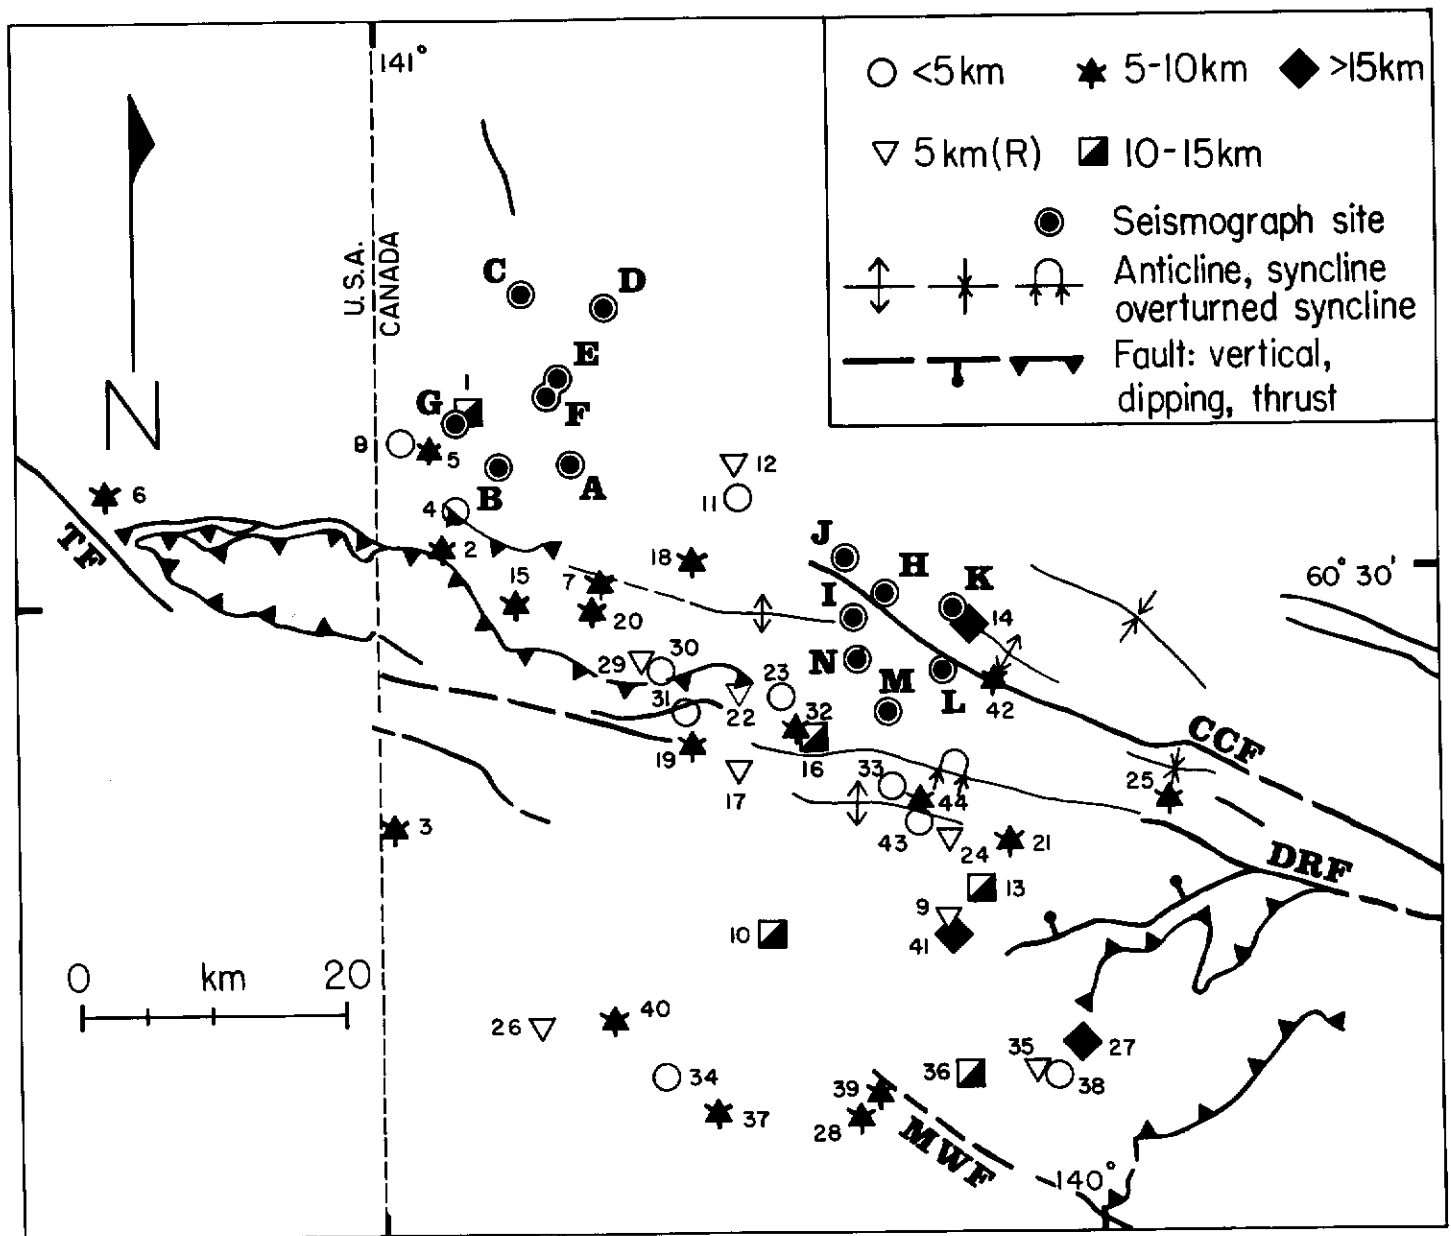 141°
<5km
5-10km
>15km
5km(R)
10-15km
Seismograph site
Anticline, syncline
overturned syncline
Fault: vertical,
dipping, thrust
U.S.A.
CANADA
N
C
D
E
F
G
1
8
5
B
A
12
11
6
4
2
TF
15
7
18
20
J
H
K
I
14
60° 30'
N
M
L
42
29
30
31
22
23
32
16
19
17
33
44
43
24
21
25
CCF
DRF
3
13
9
41
10
0 km 20
26
40
34
37
39
28
36
35
38
27
MWF
140°